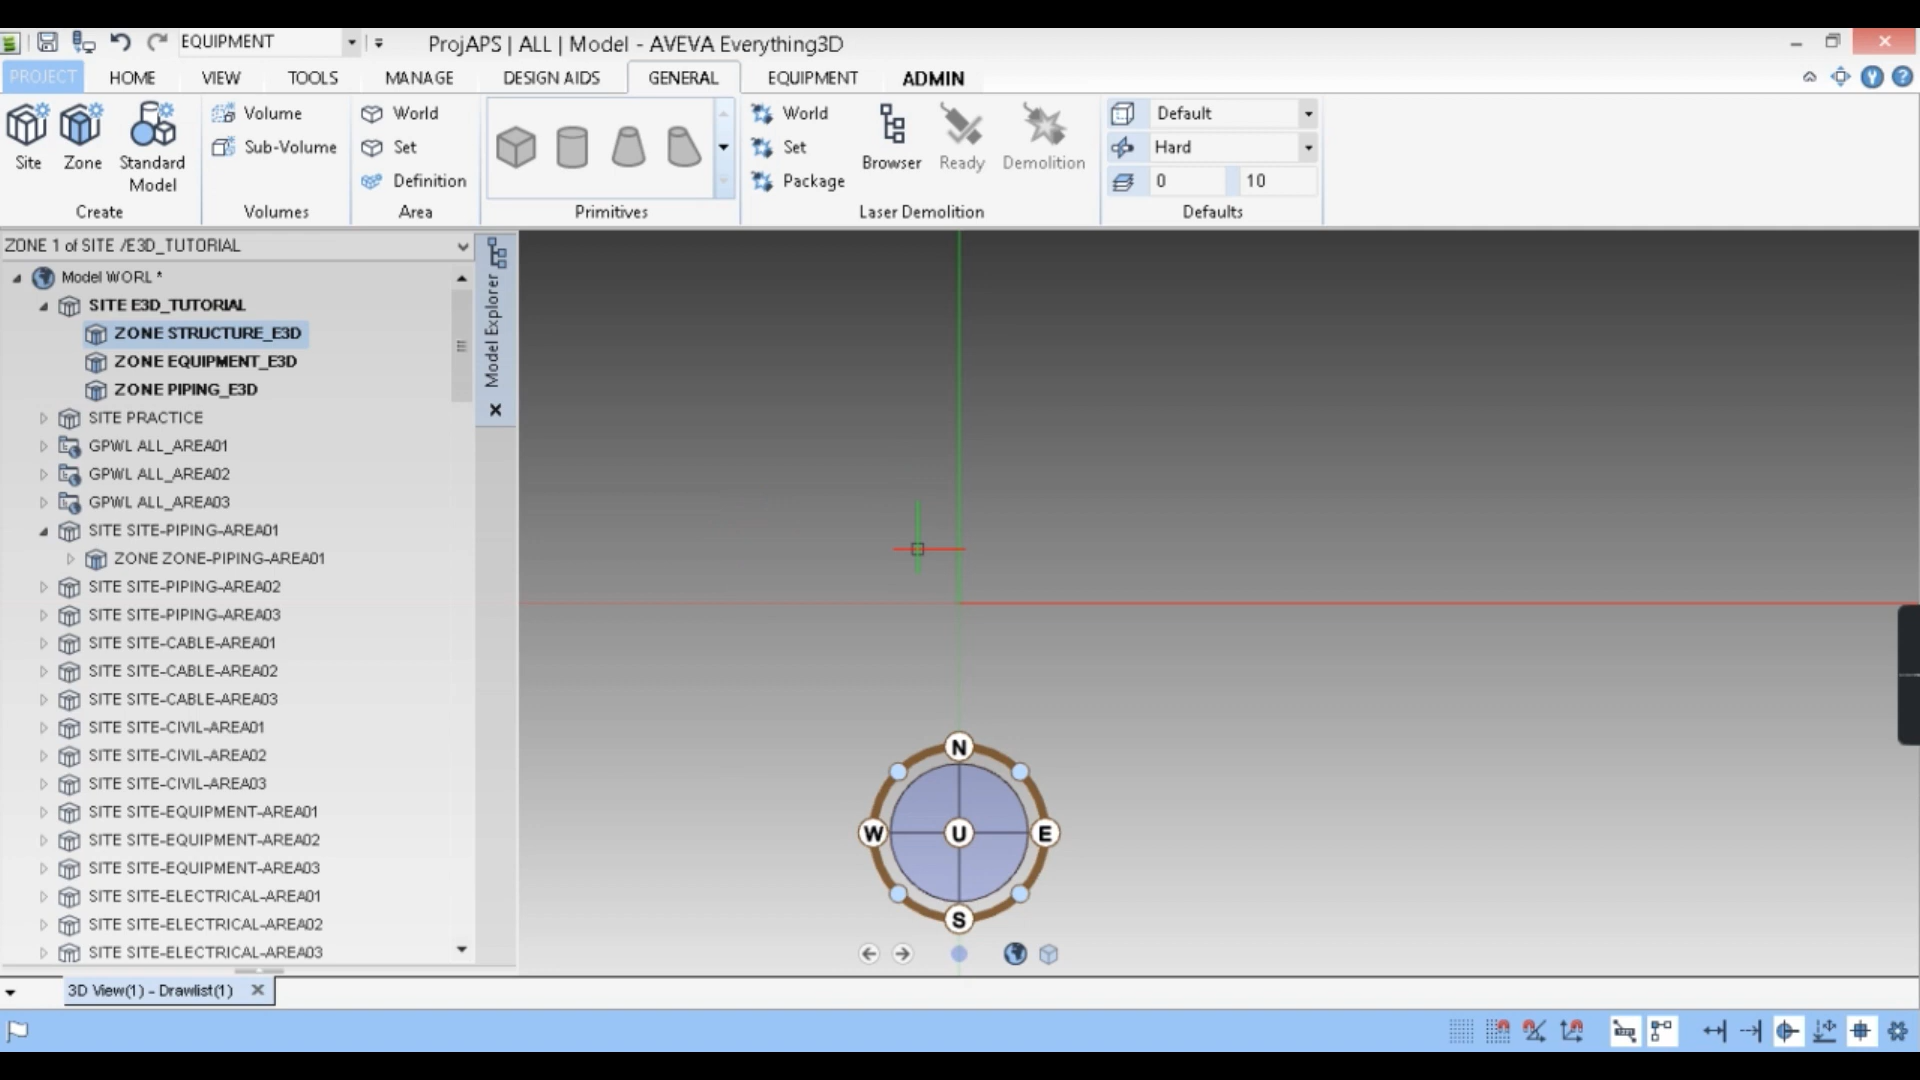 EQUIPMENT
ProjAPS | ALL | Model - AVEVA Everything3D
PROJECT HOME VIEW TOOLS MANAGE DESIGN AIDS GENERAL EQUIPMENT ADMIN
Site
Zone
Standard Model
Create
Volume
Sub-Volume
Volumes
World
Set
Definition
Area
Primitives
World
Set
Package
Browser
Ready
Demolition
Laser Demolition
Default
Hard
0 10
Defaults
ZONE 1 of SITE /E3D_TUTORIAL
Model Explorer
Model WORL *
SITE E3D_TUTORIAL
ZONE STRUCTURE_E3D
ZONE EQUIPMENT_E3D
ZONE PIPING_E3D
SITE PRACTICE
GPWL ALL_AREA01
GPWL ALL_AREA02
GPWL ALL_AREA03
SITE SITE-PIPING-AREA01
ZONE ZONE-PIPING-AREA01
SITE SITE-PIPING-AREA02
SITE SITE-PIPING-AREA03
SITE SITE-CABLE-AREA01
SITE SITE-CABLE-AREA02
SITE SITE-CABLE-AREA03
SITE SITE-CIVIL-AREA01
SITE SITE-CIVIL-AREA02
SITE SITE-CIVIL-AREA03
SITE SITE-EQUIPMENT-AREA01
SITE SITE-EQUIPMENT-AREA02
SITE SITE-EQUIPMENT-AREA03
SITE SITE-ELECTRICAL-AREA01
SITE SITE-ELECTRICAL-AREA02
SITE SITE-ELECTRICAL-AREA03
N
W U E
S
3D View(1) - Drawlist(1)